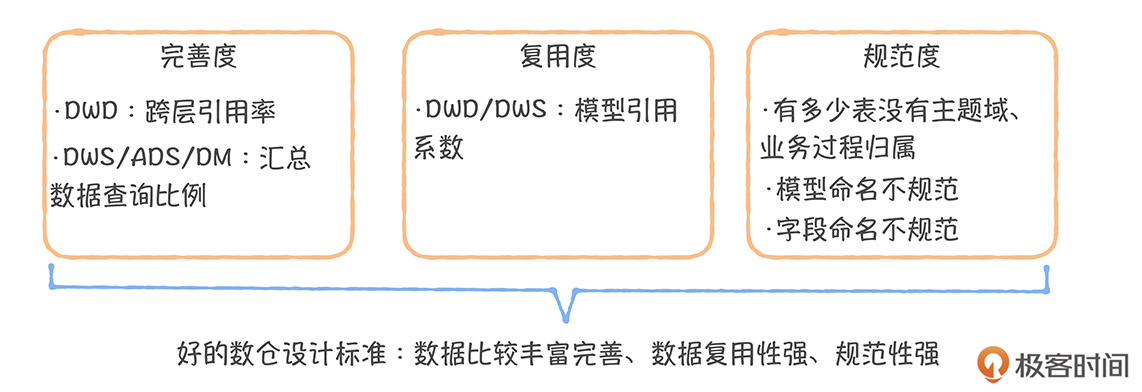 完善度
·DWD：跨层引用率
·DWS/ADS/DM：汇总
数据查询比例
复用度
·DWD/DWS：模型引用
系数
规范度
·有多少表没有主题域、
业务过程归属
·模型命名不规范
·字段命名不规范
好的数仓设计标准：数据比较丰富完善、数据复用性强、规范性强
极客时间